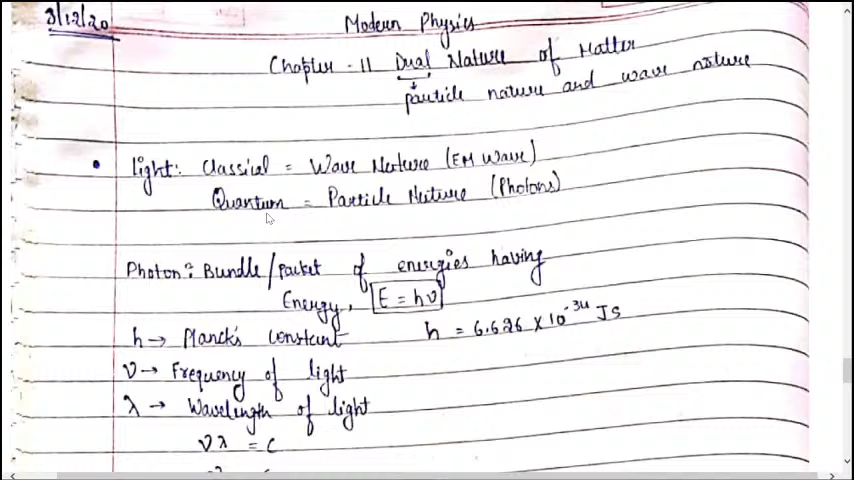 3/12/20
Modern Physics
Chapter - 11 Dual Nature of Matter
particle nature and wave nature
• Light: Classical = Wave Nature (EM Wave)
Quantum = Particle Nature (Photons)
Photon: Bundle/packet of energies having
Energy, E = hν
h → Planck's constant h = 6.626 × 10⁻³⁴ JS
ν → Frequency of light
λ → Wavelength of light
νλ = c